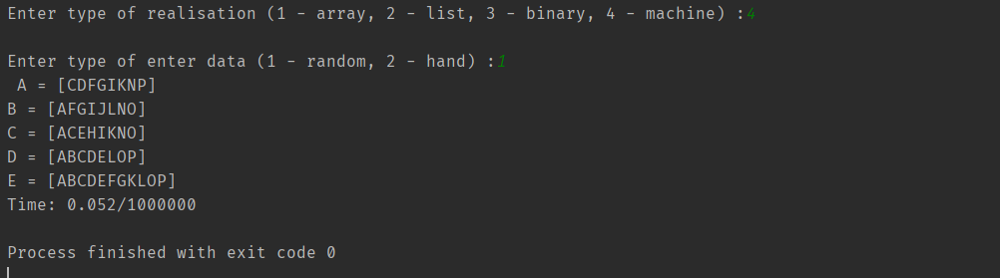 Enter type of realisation (1 - array, 2 - list, 3 - binary, 4 - machine) :4
Enter type of enter data (1 - random, 2 - hand) :1
A = [CDFGIKNP]
B = [AFGIJLNO]
C = [ACEHIKNO]
D = [ABCDELOP]
E = [ABCDEFGKLOP]
Time: 0.052/1000000
Process finished with exit code 0